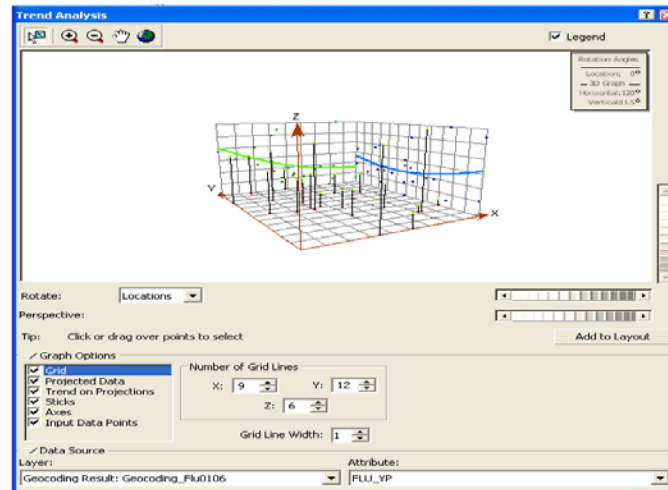 Trend Analysis
Legend
Rotation Angles
Location: 0°
3D Graph
Horizontal: 120°
Vertical: 1.5°
Z
Y
X
Rotate: Locations
Perspective:
Tip: Click or drag over points to select
Add to Layout
Graph Options
Grid
Projected Data
Trend on Projections
Sticks
Axes
Input Data Points
Number of Grid Lines
X: 9 Y: 12
Z: 6
Grid Line Width: 1
Data Source
Layer: Attribute:
Geocoding Result: Geocoding_Flu0106 FLU_YP